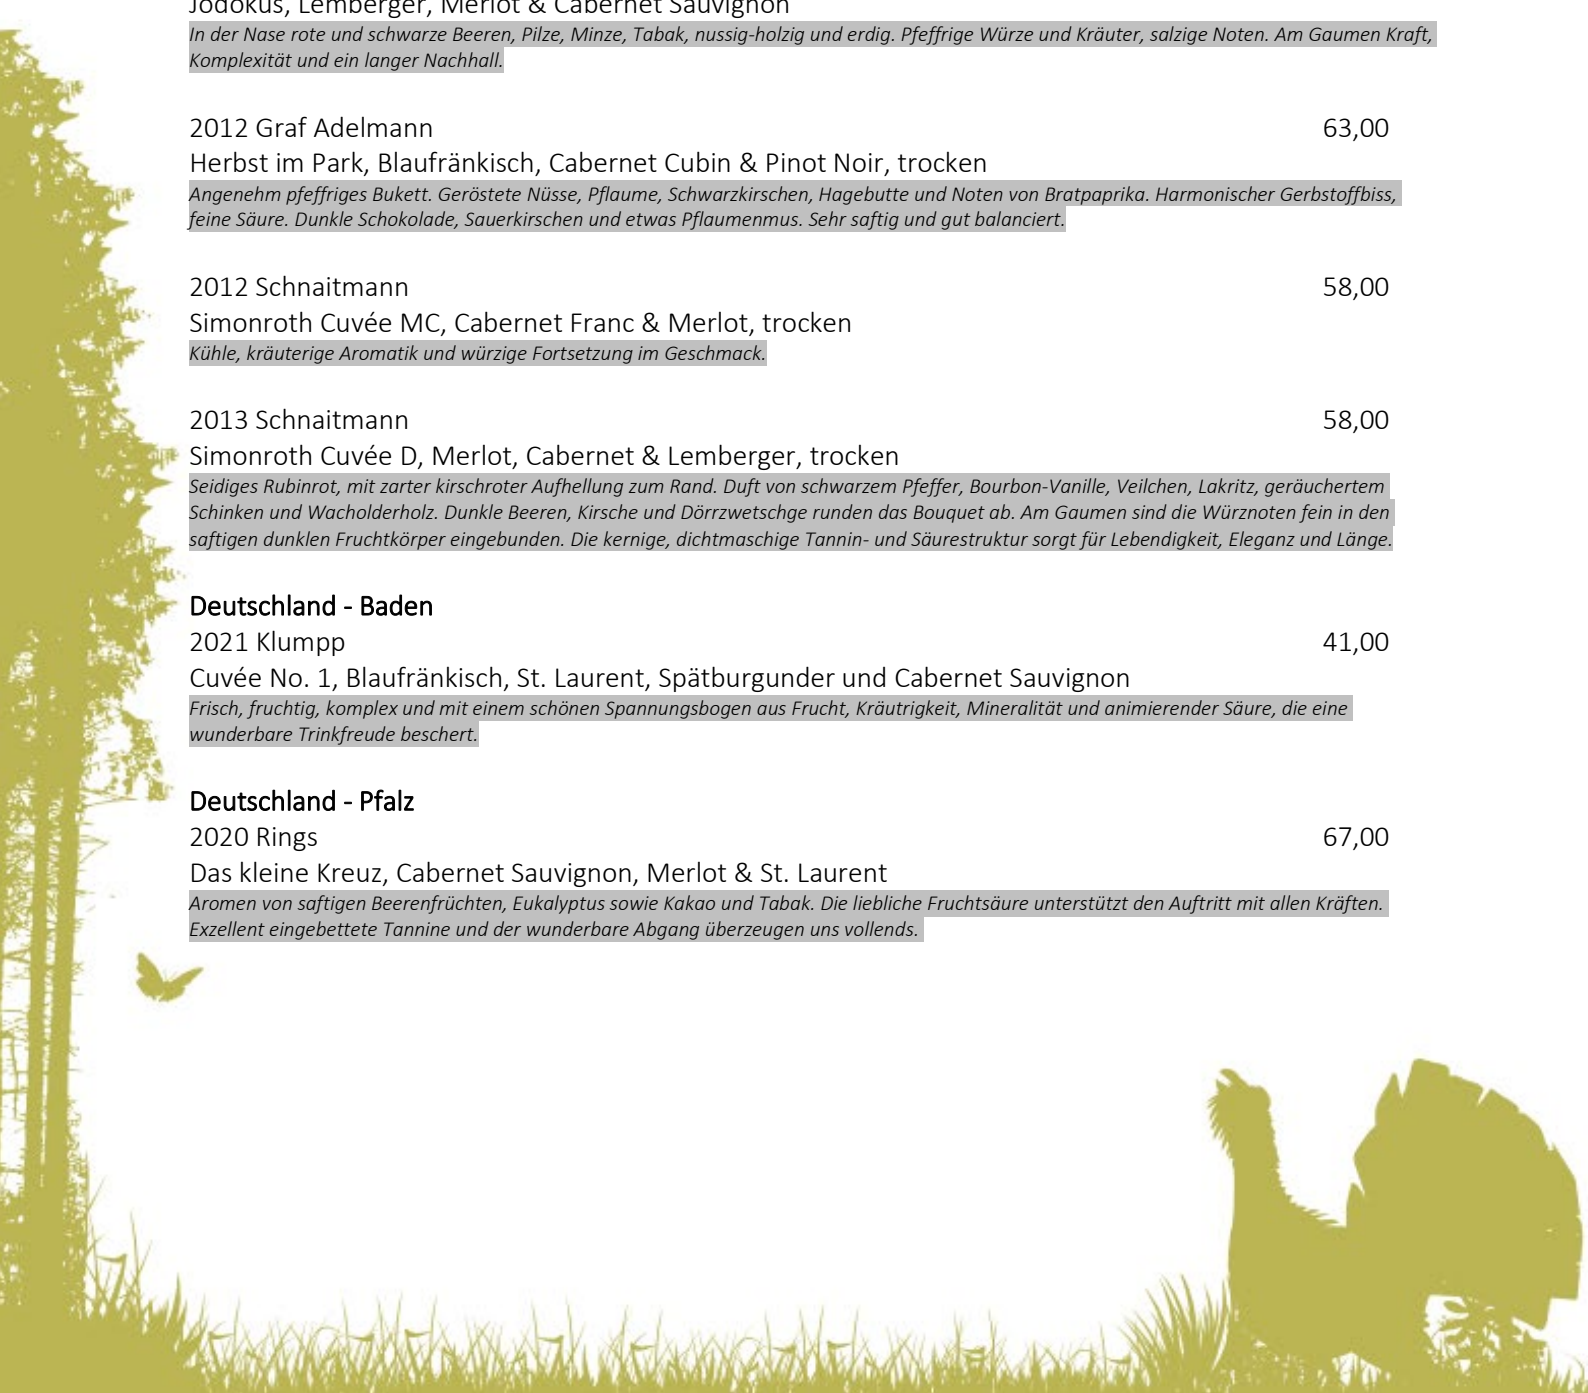 Jodokus, Lemberger, Merlot & Cabernet Sauvignon
In der Nase rote und schwarze Beeren, Pilze, Minze, Tabak, nussig-holzig und erdig. Pfeffrige Würze und Kräuter, salzige Noten. Am Gaumen Kraft,
Komplexität und ein langer Nachhall.
2012 Graf Adelmann 63,00
Herbst im Park, Blaufränkisch, Cabernet Cubin & Pinot Noir, trocken
Angenehm pfeffriges Bukett. Geröstete Nüsse, Pflaume, Schwarzkirschen, Hagebutte und Noten von Bratpaprika. Harmonischer Gerbstoffbiss,
feine Säure. Dunkle Schokolade, Sauerkirschen und etwas Pflaumenmus. Sehr saftig und gut balanciert.
2012 Schnaitmann 58,00
Simonroth Cuvée MC, Cabernet Franc & Merlot, trocken
Kühle, kräuterige Aromatik und würzige Fortsetzung im Geschmack.
2013 Schnaitmann 58,00
Simonroth Cuvée D, Merlot, Cabernet & Lemberger, trocken
Seidiges Rubinrot, mit zarter kirschroter Aufhellung zum Rand. Duft von schwarzem Pfeffer, Bourbon-Vanille, Veilchen, Lakritz, geräuchertem
Schinken und Wacholderholz. Dunkle Beeren, Kirsche und Dörrzwetschge runden das Bouquet ab. Am Gaumen sind die Würznoten fein in den
saftigen dunklen Fruchtkörper eingebunden. Die kernige, dichtmaschige Tannin- und Säurestruktur sorgt für Lebendigkeit, Eleganz und Länge.
Deutschland - Baden
2021 Klumpp 41,00
Cuvée No. 1, Blaufränkisch, St. Laurent, Spätburgunder und Cabernet Sauvignon
Frisch, fruchtig, komplex und mit einem schönen Spannungsbogen aus Frucht, Kräutrigkeit, Mineralität und animierender Säure, die eine
wunderbare Trinkfreude beschert.
Deutschland - Pfalz
2020 Rings 67,00
Das kleine Kreuz, Cabernet Sauvignon, Merlot & St. Laurent
Aromen von saftigen Beerenfrüchten, Eukalyptus sowie Kakao und Tabak. Die liebliche Fruchtsäure unterstützt den Auftritt mit allen Kräften.
Exzellent eingebettete Tannine und der wunderbare Abgang überzeugen uns vollends.